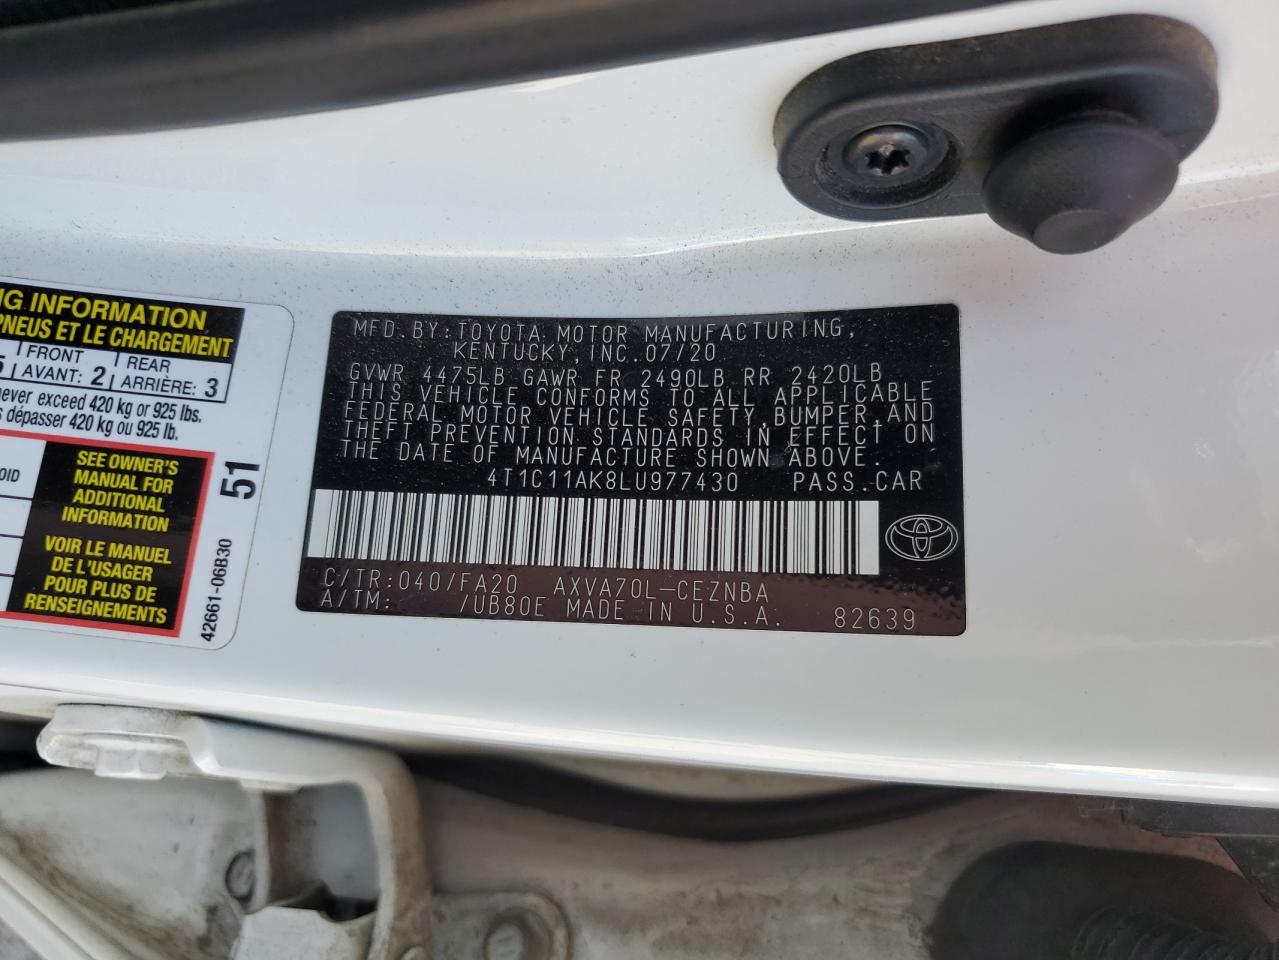 NG INFORMATION
PNEUS ET LE CHARGEMENT
5 FRONT REAR
AVANT: 2 ARRIÈRE: 3
never exceed 420 kg or 925 lbs.
s dépasser 420 kg ou 925 lb.
OID
SEE OWNER'S
MANUAL FOR
ADDITIONAL
INFORMATION
VOIR LE MANUEL
DE L'USAGER
POUR PLUS DE
RENSEIGNEMENTS
51
42661-06B30
MFD.BY:TOYOTA MOTOR MANUFACTURING,
KENTUCKY,INC.07/20
GVWR 4475LB GAWR FR 2490LB RR 2420LB
THIS VEHICLE CONFORMS TO ALL APPLICABLE
FEDERAL MOTOR VEHICLE SAFETY,BUMPER,AND
THEFT PREVENTION STANDARDS IN EFFECT ON
THE DATE OF MANUFACTURE SHOWN ABOVE.
4T1C11AK8LU977430 PASS.CAR
C/TR:040/FA20 AXVA70L-CEZNBA
A/TM: /UB80E MADE IN U.S.A. 82639